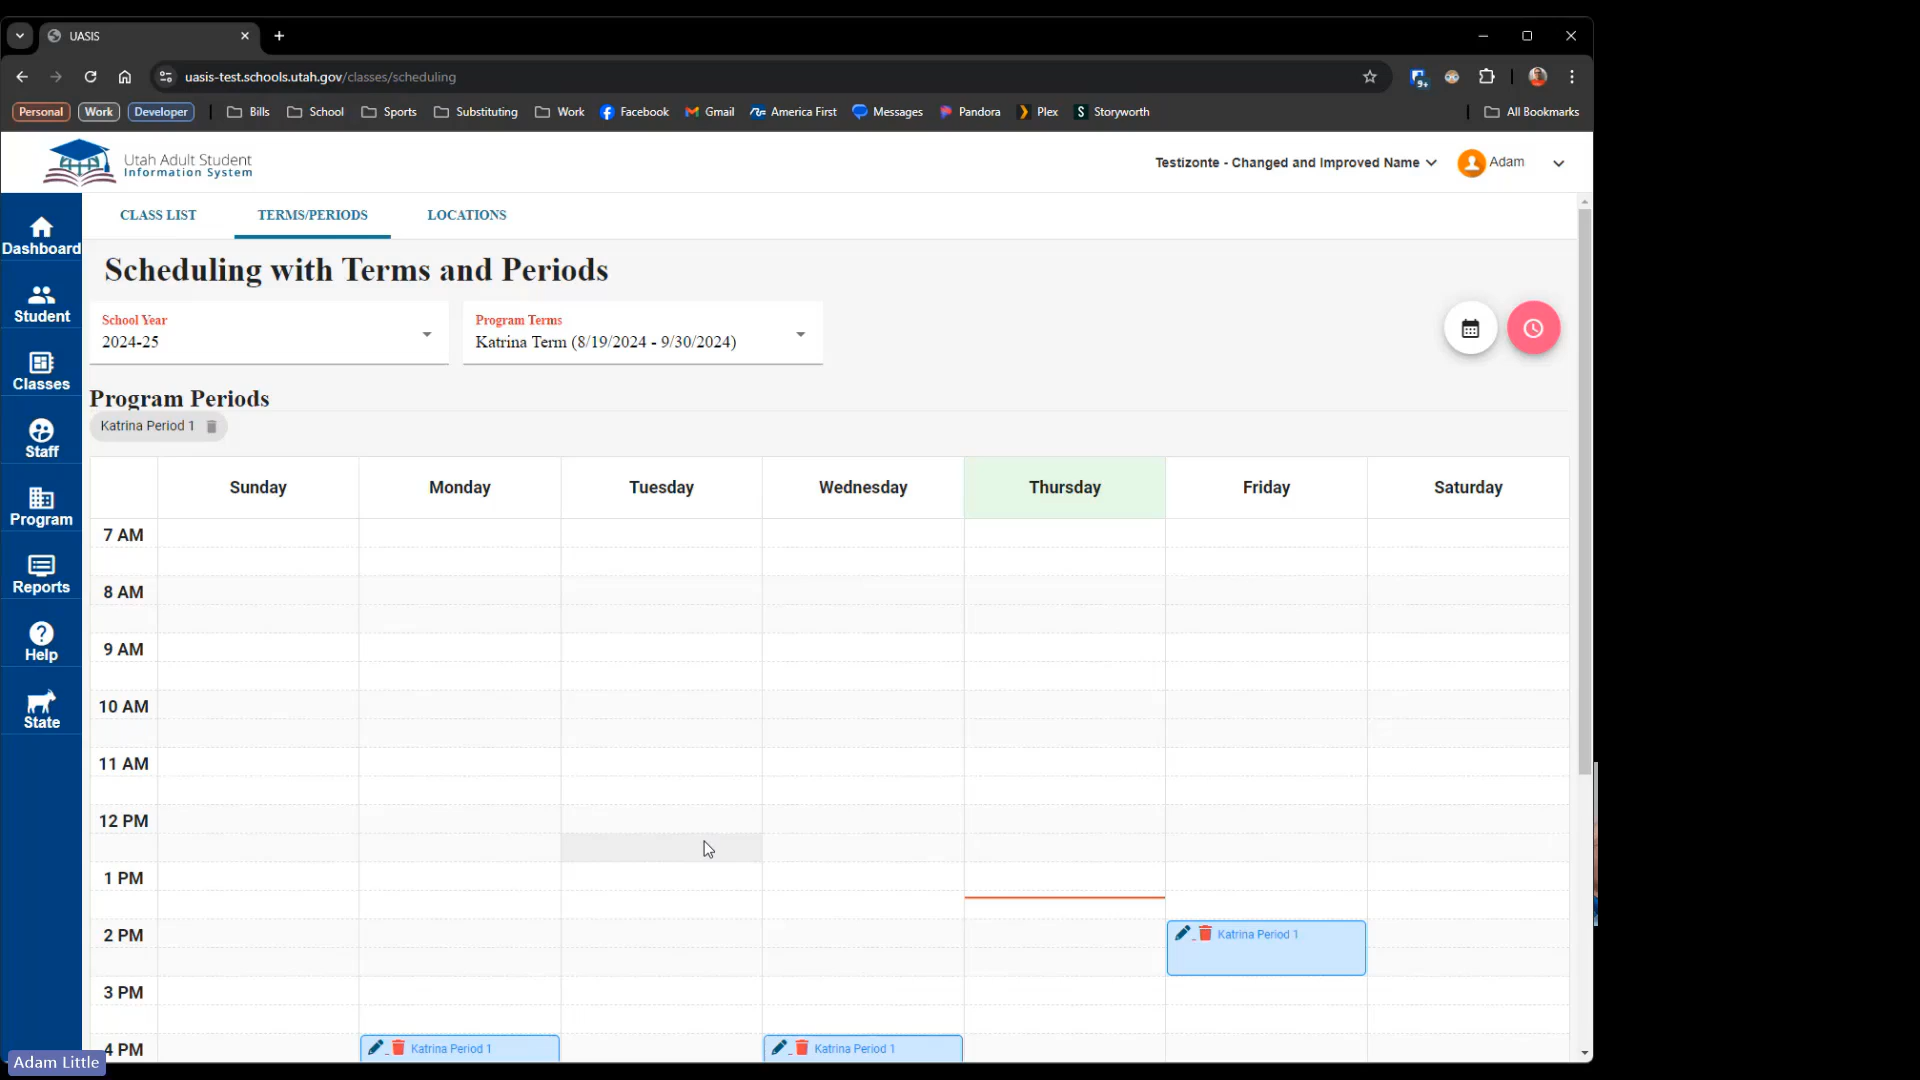 UASIS
uasis-test.schools.utah.gov/classes/scheduling
9+
Personal Work Developer Bills School Sports Substituting Work Facebook Gmail America First Messages Pandora Plex Storyworth All Bookmarks
Utah Adult Student
Information System
Testizonte - Changed and Improved Name
Adam
CLASS LIST TERMS/PERIODS LOCATIONS
Dashboard
Student
Classes
Staff
Program
Reports
Help
State
Scheduling with Terms and Periods
School Year
2024-25
Program Terms
Katrina Term (8/19/2024 - 9/30/2024)
Program Periods
Katrina Period 1
Sunday Monday Tuesday Wednesday Thursday Friday Saturday
7 AM
8 AM
9 AM
10 AM
11 AM
12 PM
1 PM
2 PM
Katrina Period 1
3 PM
4 PM
Katrina Period 1
Katrina Period 1
Adam Little